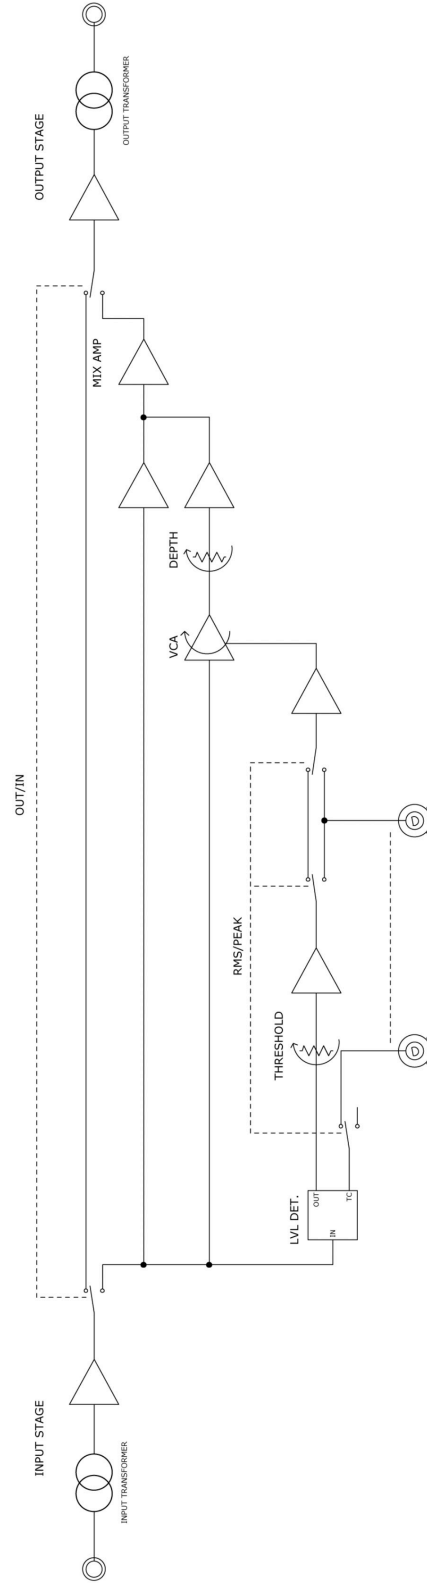 OUTPUT STAGE
OUTPUT TRANSFORMER
OUT/IN
MIX AMP
DEPTH
VCA
RMS/PEAK
THRESHOLD
LVL DET.
OUT
TC
IN
D
D
INPUT STAGE
INPUT TRANSFORMER